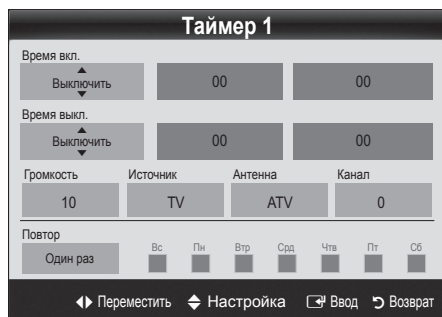 Таймер 1
Время вкл.
Выключить 00 00
Время выкл.
Выключить 00 00
Громкость Источник Антенна Канал
10 TV ATV 0
Повтор
Вс Пн Втр Срд Чтв Пт Сб
Один раз
Переместить Настройка Ввод Возврат